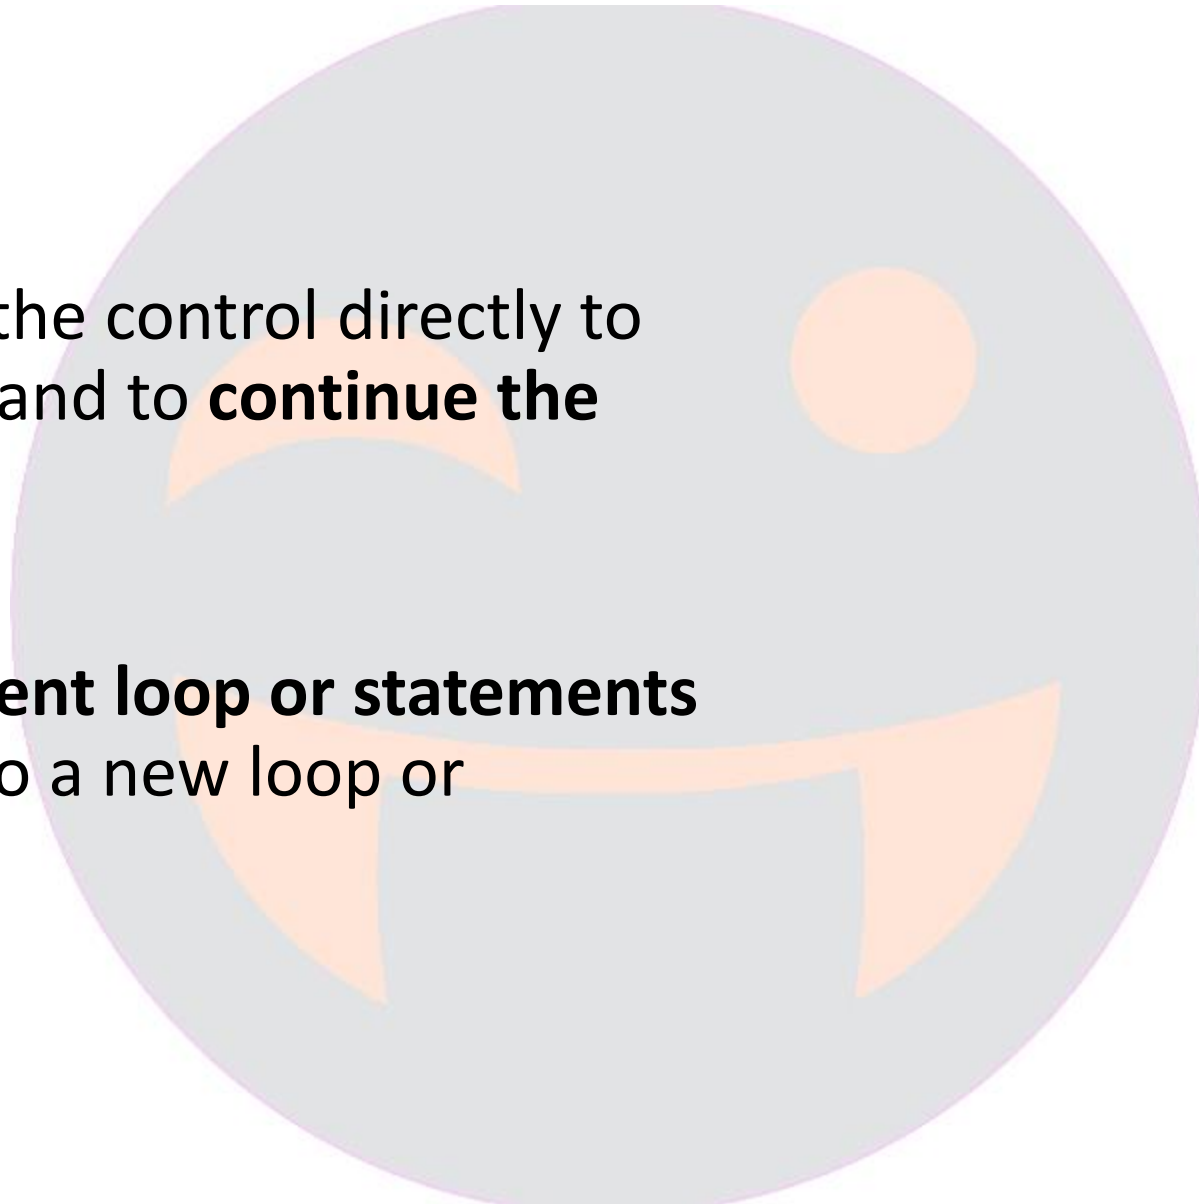 the control directly to
and to continue the
ent loop or statements
o a new loop or